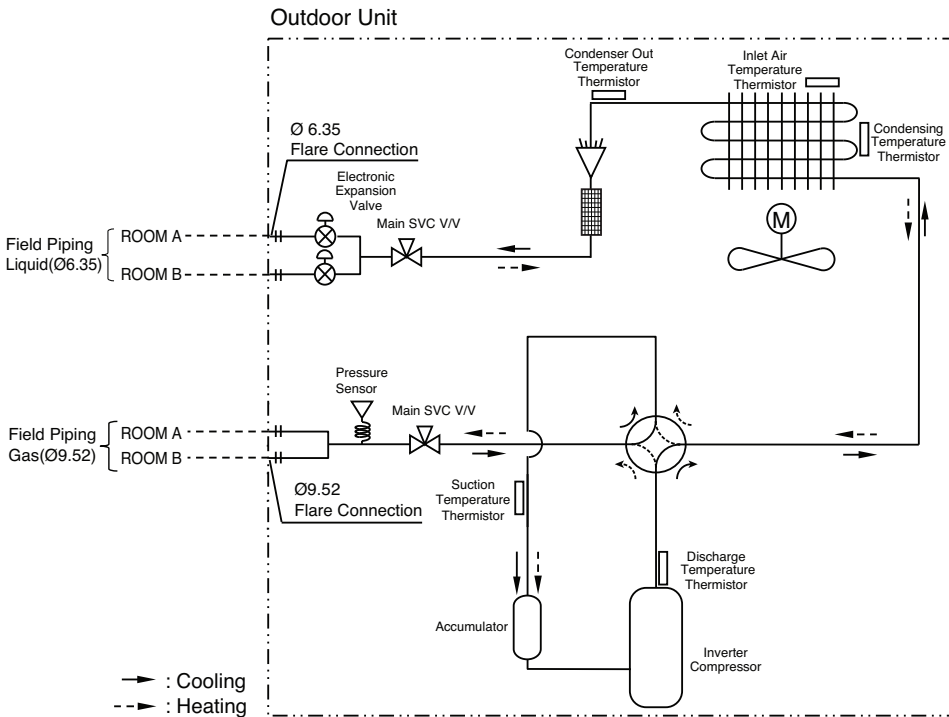 Outdoor Unit
Condenser Out
Temperature
Thermistor
Inlet Air
Temperature
Thermistor
Condensing
Temperature
Thermistor
Ø 6.35
Flare Connection
Electronic
Expansion
Valve
Main SVC V/V
M
Field Piping
Liquid(Ø6.35)
ROOM A
ROOM B
Pressure
Sensor
Main SVC V/V
Field Piping
Gas(Ø9.52)
ROOM A
ROOM B
Ø9.52
Flare Connection
Suction
Temperature
Thermistor
Discharge
Temperature
Thermistor
Accumulator
Inverter
Compressor
: Cooling
: Heating